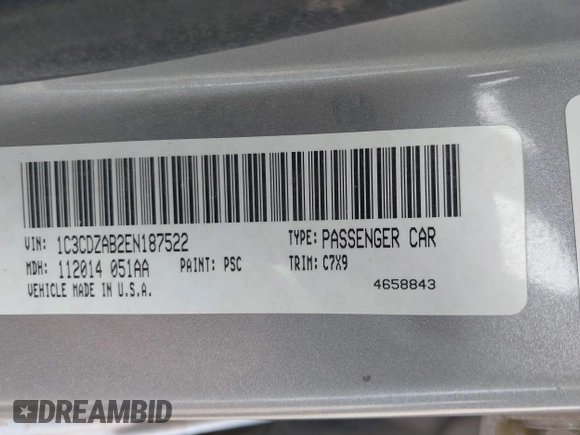 VIN: 1C3CDZAB2EN187522 TYPE: PASSENGER CAR
MDH: 112014 051AA PAINT: PSC TRIM: C7X9
VEHICLE MADE IN U.S.A. 4658843
DREAMBID